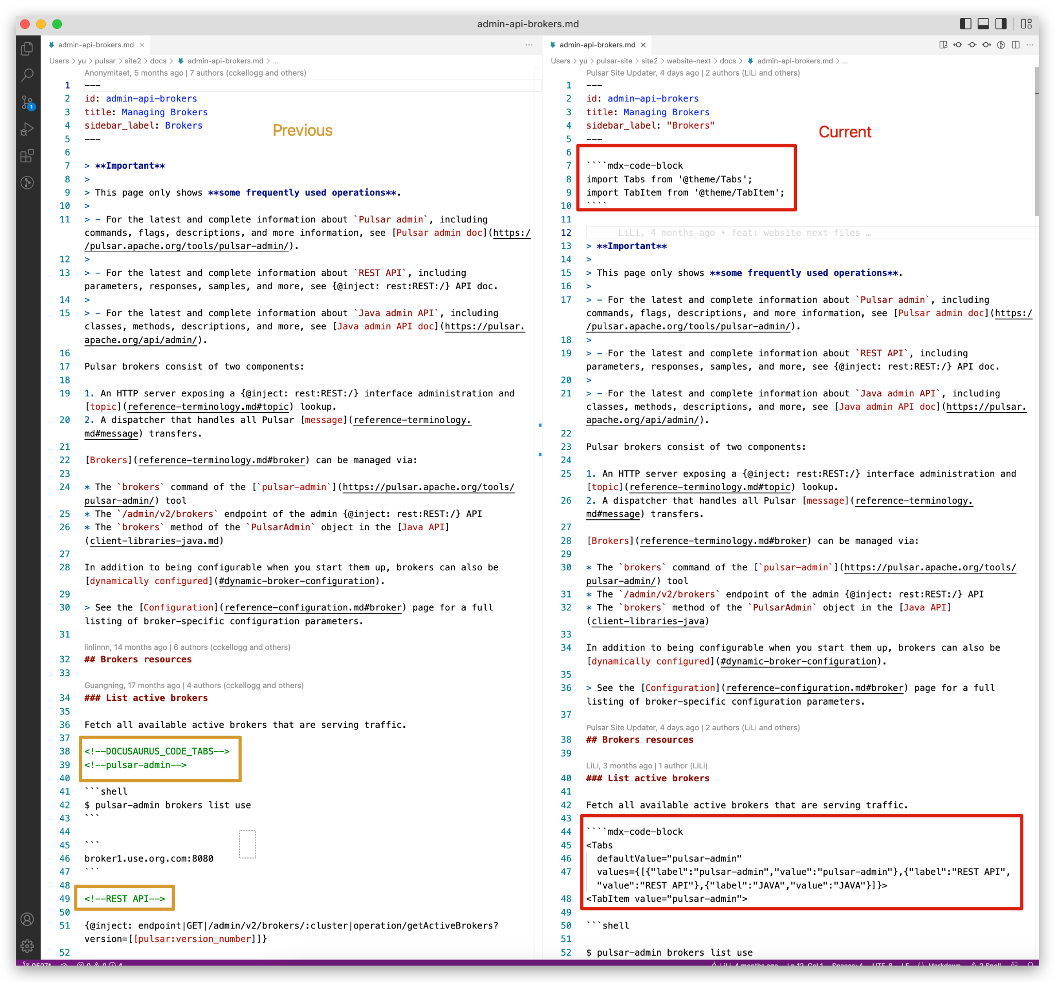 admin-api-brokers.md
admin-api-brokers.md ×
Users > yu > pulsar > site2 > docs > admin-api-brokers.md > ...
Anonymitaet, 5 months ago | 7 authors (cckellogg and others)
1 ---
2 id: admin-api-brokers
3 title: Managing Brokers
4 sidebar_label: Brokers
5 ---
Previous
6
7 > **Important**
8 >
9 > This page only shows **some frequently used operations**.
10 >
11 > - For the latest and complete information about `Pulsar admin`, including
commands, flags, descriptions, and more information, see [Pulsar admin doc](https:/
/pulsar.apache.org/tools/pulsar-admin/).
12 >
13 > - For the latest and complete information about `REST API`, including
parameters, responses, samples, and more, see {@inject: rest:REST:/} API doc.
14 >
15 > - For the latest and complete information about `Java admin API`, including
classes, methods, descriptions, and more, see [Java admin API doc](https://pulsar.
apache.org/api/admin/).
16
17 Pulsar brokers consist of two components:
18
19 1. An HTTP server exposing a {@inject: rest:REST:/} interface administration and
[topic](reference-terminology.md#topic) lookup.
20 2. A dispatcher that handles all Pulsar [message](reference-terminology.
md#message) transfers.
21
22 [Brokers](reference-terminology.md#broker) can be managed via:
23
24 * The `brokers` command of the [`pulsar-admin`](https://pulsar.apache.org/tools/
pulsar-admin/) tool
25 * The `/admin/v2/brokers` endpoint of the admin {@inject: rest:REST:/} API
26 * The `brokers` method of the `PulsarAdmin` object in the [Java API]
(client-libraries-java.md)
27
28 In addition to being configurable when you start them up, brokers can also be
[dynamically configured](#dynamic-broker-configuration).
29
30 > See the [Configuration](reference-configuration.md#broker) page for a full
listing of broker-specific configuration parameters.
31
linlinnn, 14 months ago | 6 authors (cckellogg and others)
32 ## Brokers resources
33
Guangning, 17 months ago | 4 authors (cckellogg and others)
34 ### List active brokers
35
36 Fetch all available active brokers that are serving traffic.
37
38 <!--DOCUSAURUS_CODE_TABS-->
39 <!--pulsar-admin-->
40
41 ```shell
42 $ pulsar-admin brokers list use
43 ```
44
45 ```
46 broker1.use.org.com:8080
47 ```
48
49 <!--REST API-->
50
51 {@inject: endpoint|GET|/admin/v2/brokers/:cluster|operation/getActiveBrokers?
version=[[pulsar:version_number]]}
52
admin-api-brokers.md ×
Users > yu > pulsar-site > site2 > website-next > docs > admin-api-brokers.md > ...
Pulsar Site Updater, 4 days ago | 2 authors (LiLi and others)
1 ---
2 id: admin-api-brokers
3 title: Managing Brokers
4 sidebar_label: "Brokers"
5 ---
Current
6
7 ````mdx-code-block
8 import Tabs from '@theme/Tabs';
9 import TabItem from '@theme/TabItem';
10 ````
11
12 LiLi, 4 months ago • feat: website next files …
13 > **Important**
14 >
15 > This page only shows **some frequently used operations**.
16 >
17 > - For the latest and complete information about `Pulsar admin`, including
commands, flags, descriptions, and more information, see [Pulsar admin doc](https:/
/pulsar.apache.org/tools/pulsar-admin/).
18 >
19 > - For the latest and complete information about `REST API`, including
parameters, responses, samples, and more, see {@inject: rest:REST:/} API doc.
20 >
21 > - For the latest and complete information about `Java admin API`, including
classes, methods, descriptions, and more, see [Java admin API doc](https://pulsar.
apache.org/api/admin/).
22
23 Pulsar brokers consist of two components:
24
25 1. An HTTP server exposing a {@inject: rest:REST:/} interface administration and
[topic](reference-terminology.md#topic) lookup.
26 2. A dispatcher that handles all Pulsar [message](reference-terminology.
md#message) transfers.
27
28 [Brokers](reference-terminology.md#broker) can be managed via:
29
30 * The `brokers` command of the [`pulsar-admin`](https://pulsar.apache.org/tools/
pulsar-admin/) tool
31 * The `/admin/v2/brokers` endpoint of the admin {@inject: rest:REST:/} API
32 * The `brokers` method of the `PulsarAdmin` object in the [Java API]
(client-libraries-java)
33
34 In addition to being configurable when you start them up, brokers can also be
[dynamically configured](#dynamic-broker-configuration).
35
36 > See the [Configuration](reference-configuration.md#broker) page for a full
listing of broker-specific configuration parameters.
37
Pulsar Site Updater, 4 days ago | 2 authors (LiLi and others)
38 ## Brokers resources
39
LiLi, 3 months ago | 1 author (LiLi)
40 ### List active brokers
41
42 Fetch all available active brokers that are serving traffic.
43
44 ````mdx-code-block
45 <Tabs
46 defaultValue="pulsar-admin"
47 values={[{"label":"pulsar-admin","value":"pulsar-admin"},{"label":"REST API",
"value":"REST API"},{"label":"JAVA","value":"JAVA"}]}>
48 <TabItem value="pulsar-admin">
49
50 ```shell
51
52 $ pulsar-admin brokers list use